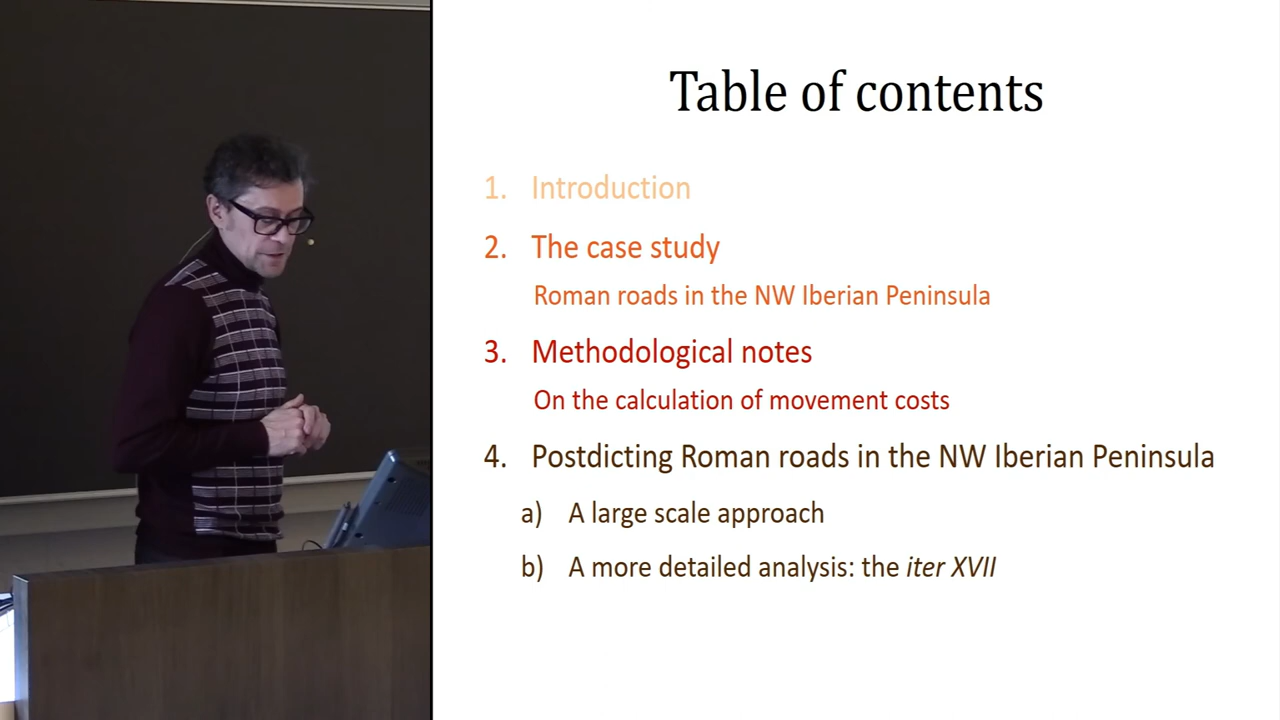 Table of contents
1. Introduction
2. The case study
Roman roads in the NW Iberian Peninsula
3. Methodological notes
On the calculation of movement costs
4. Postdicting Roman roads in the NW Iberian Peninsula
a) A large scale approach
b) A more detailed analysis: the iter XVII